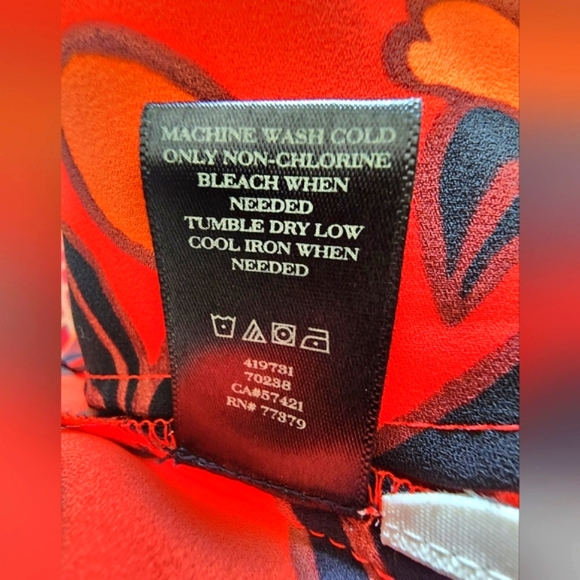 MACHINE WASH COLD
ONLY NON-CHLORINE
BLEACH WHEN
NEEDED
TUMBLE DRY LOW
COOL IRON WHEN
NEEDED
419731
70238
CA#57421
RN# 77379